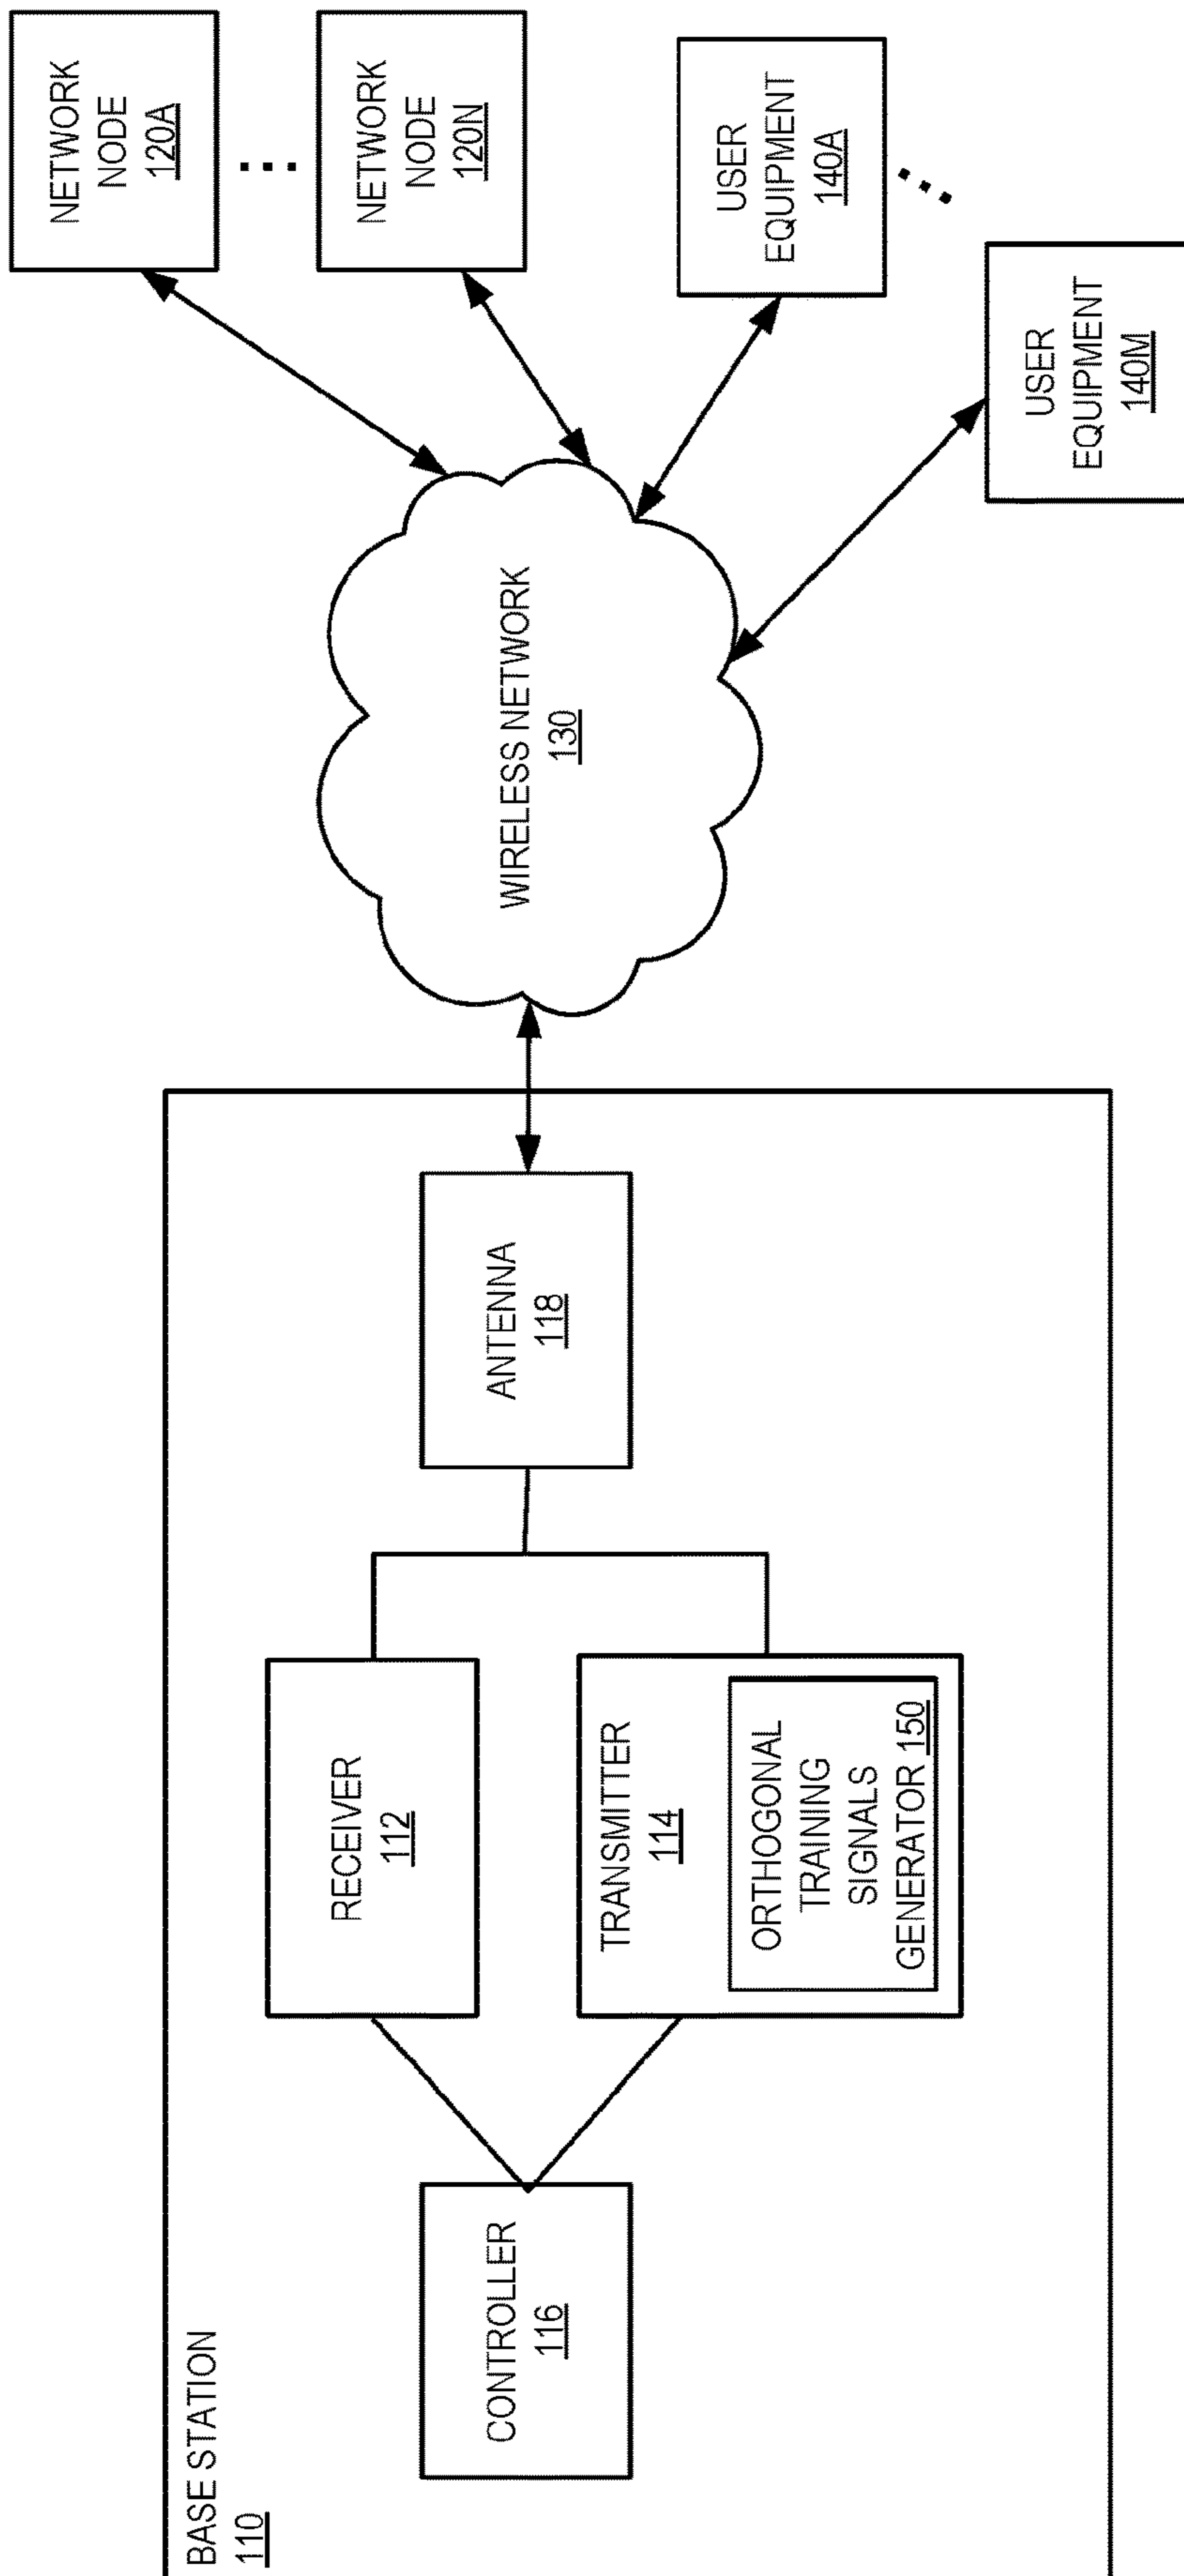 BASE STATION
110
CONTROLLER
116
RECEIVER
112
TRANSMITTER
114
ORTHOGONAL
TRAINING
SIGNALS
GENERATOR 150
ANTENNA
118
WIRELESS NETWORK
130
NETWORK
NODE
120A
NETWORK
NODE
120N
USER
EQUIPMENT
140A
USER
EQUIPMENT
140M